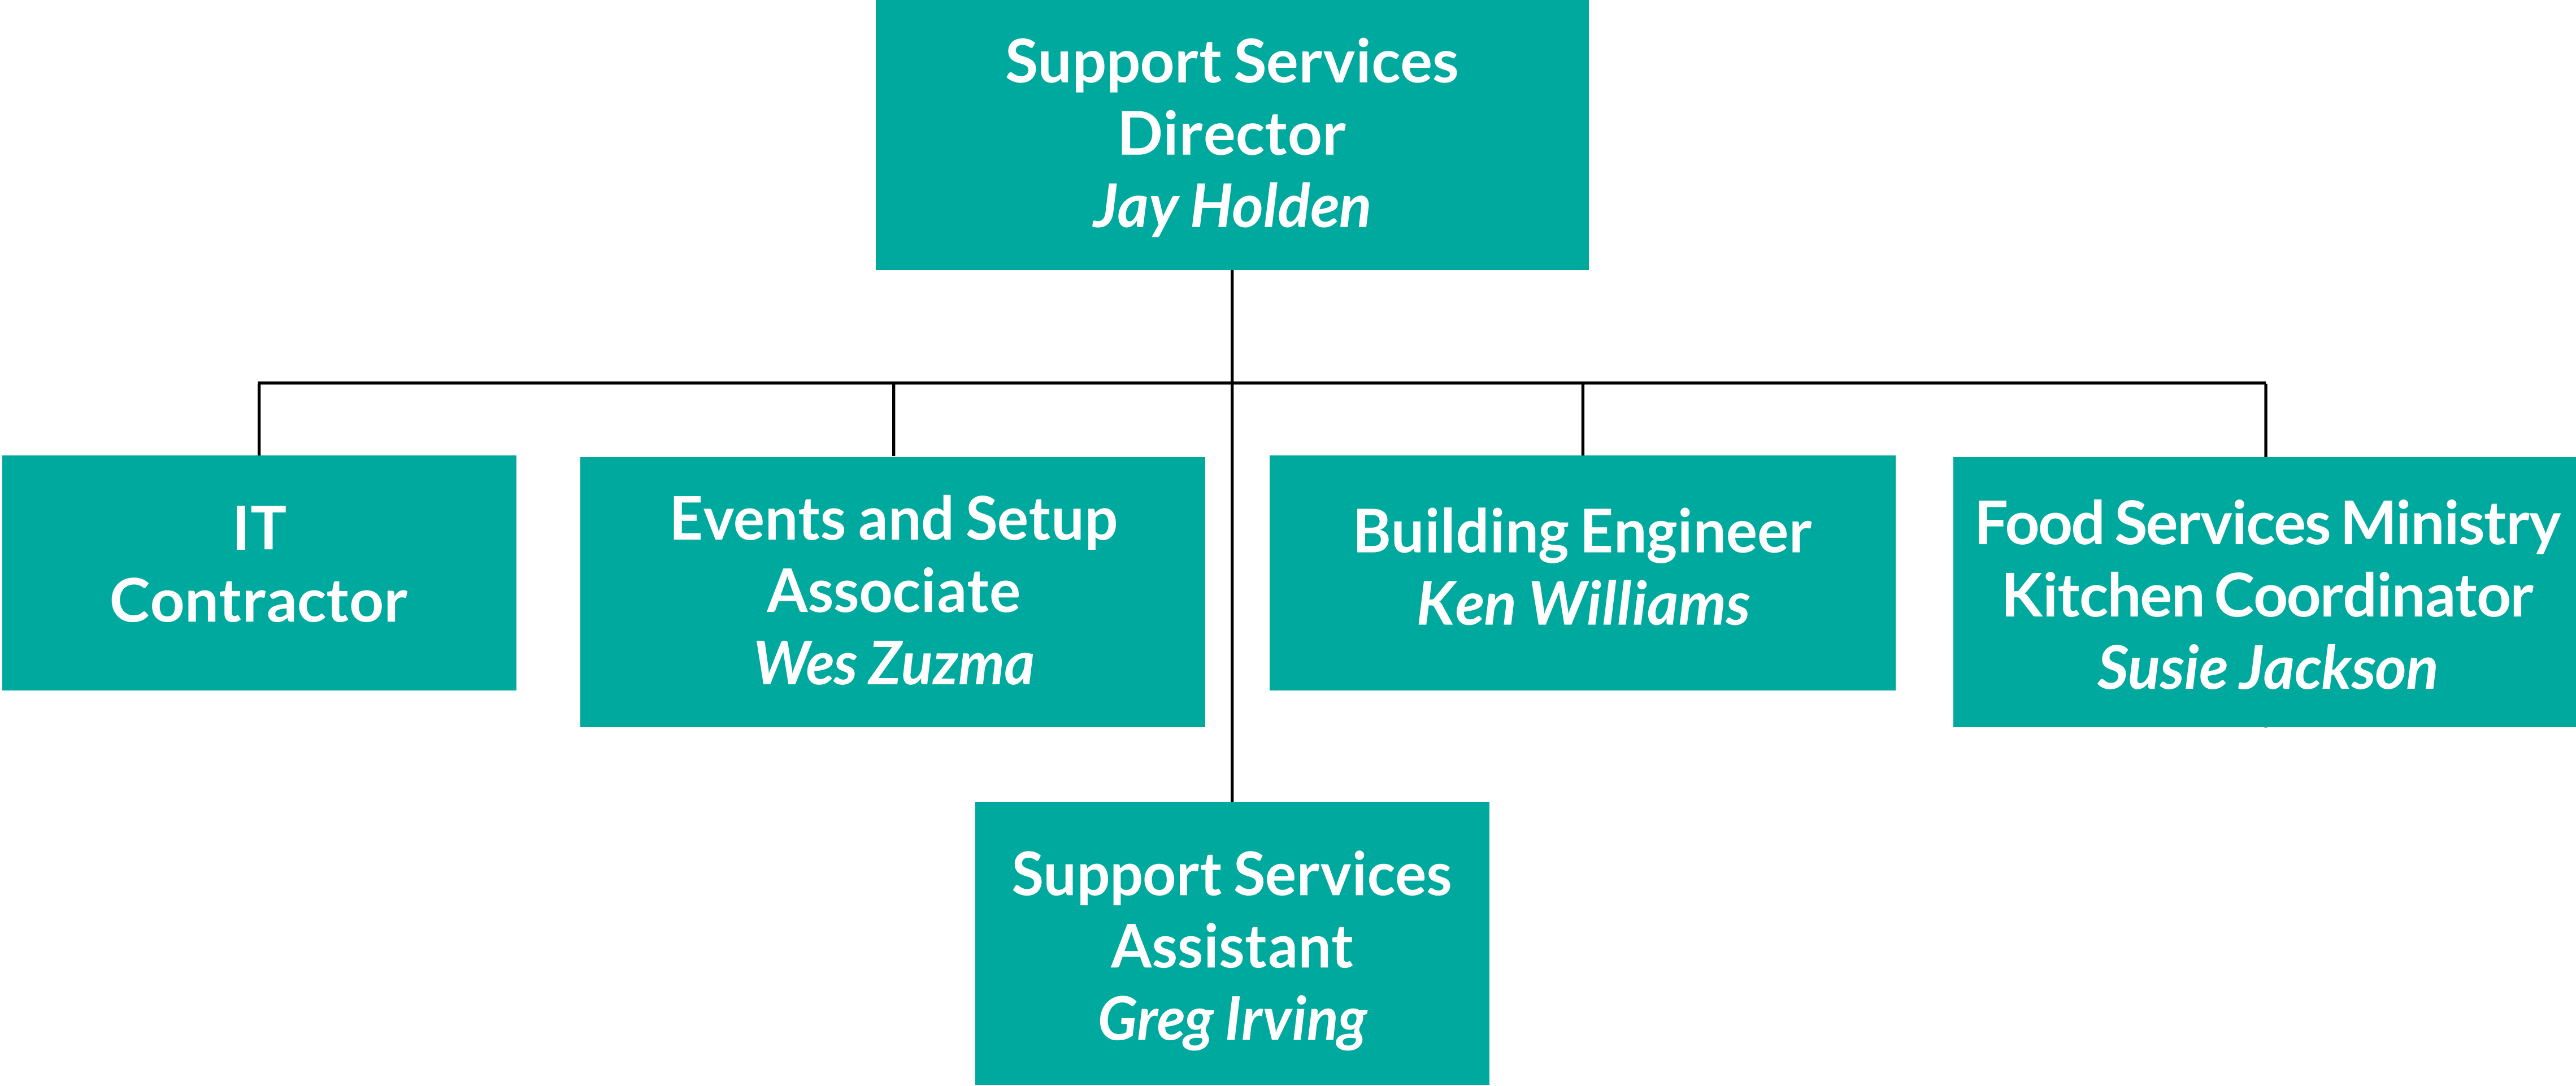 Support Services
Director
Jay Holden
IT
Contractor
Events and Setup
Associate
Wes Zuzma
Building Engineer
Ken Williams
Food Services Ministry
Kitchen Coordinator
Susie Jackson
Support Services
Assistant
Greg Irving